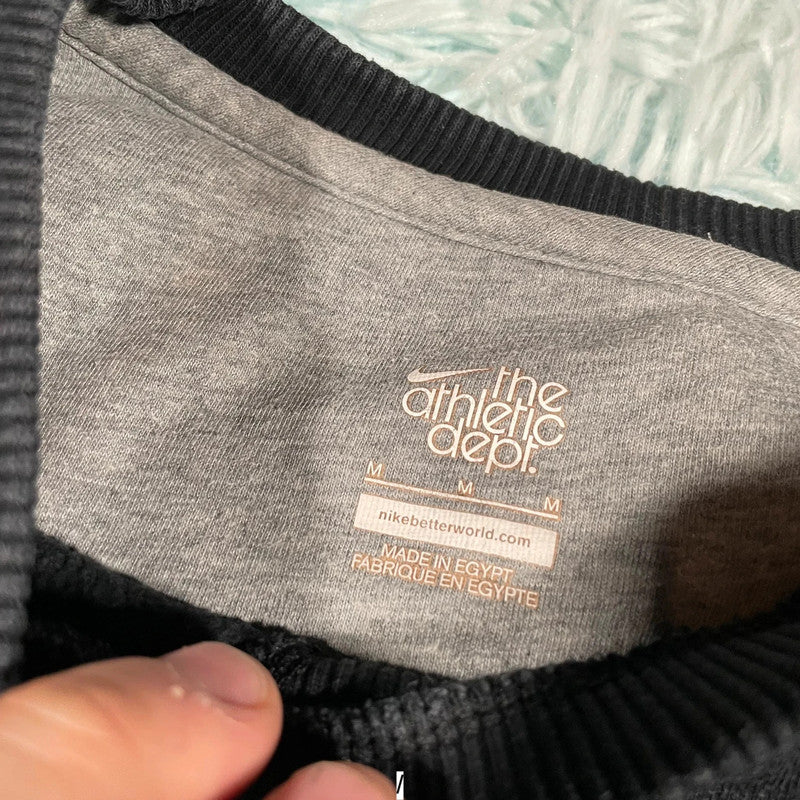 the
athletic
dept.
M M M
nikebetterworld.com
MADE IN EGYPT
FABRIQUE EN EGYPTE